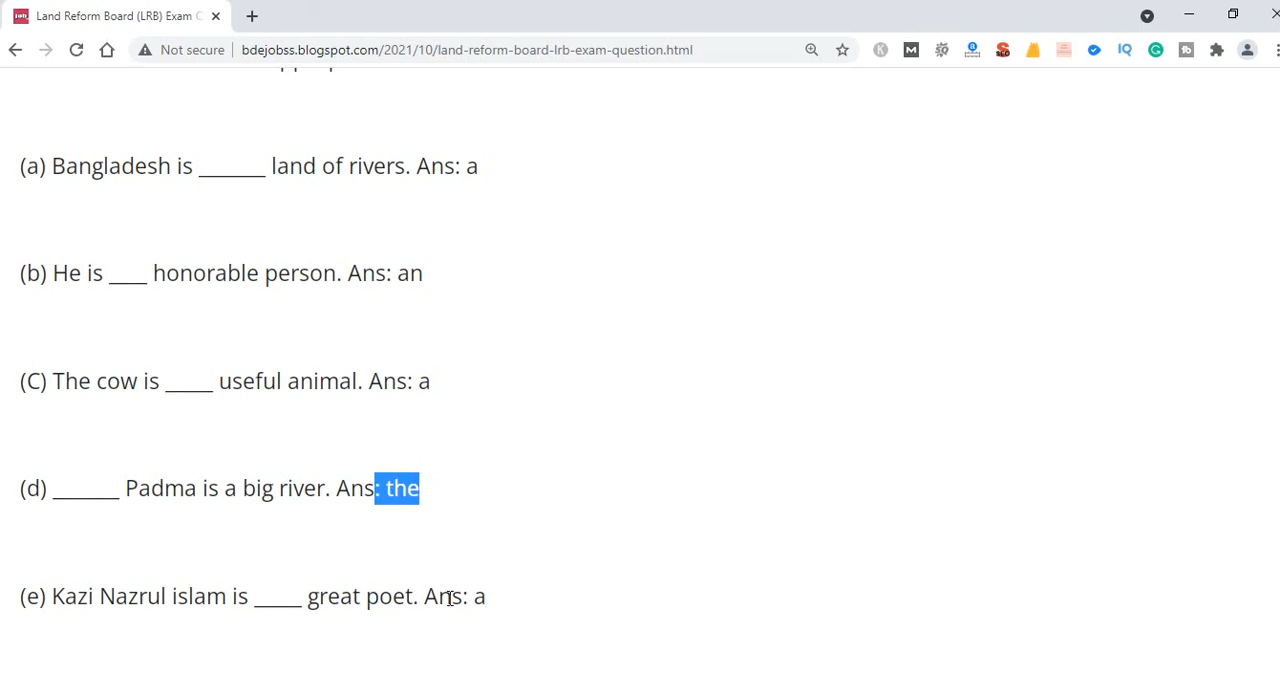 Land Reform Board (LRB) Exam
Not secure
bdejobss.blogspot.com/2021/10/land-reform-board-lrb-exam-question.html
(a) Bangladesh is _______ land of rivers. Ans: a
(b) He is ____ honorable person. Ans: an
(C) The cow is _____ useful animal. Ans: a
(d) _______ Padma is a big river. Ans: the
(e) Kazi Nazrul islam is _____ great poet. Ans: a